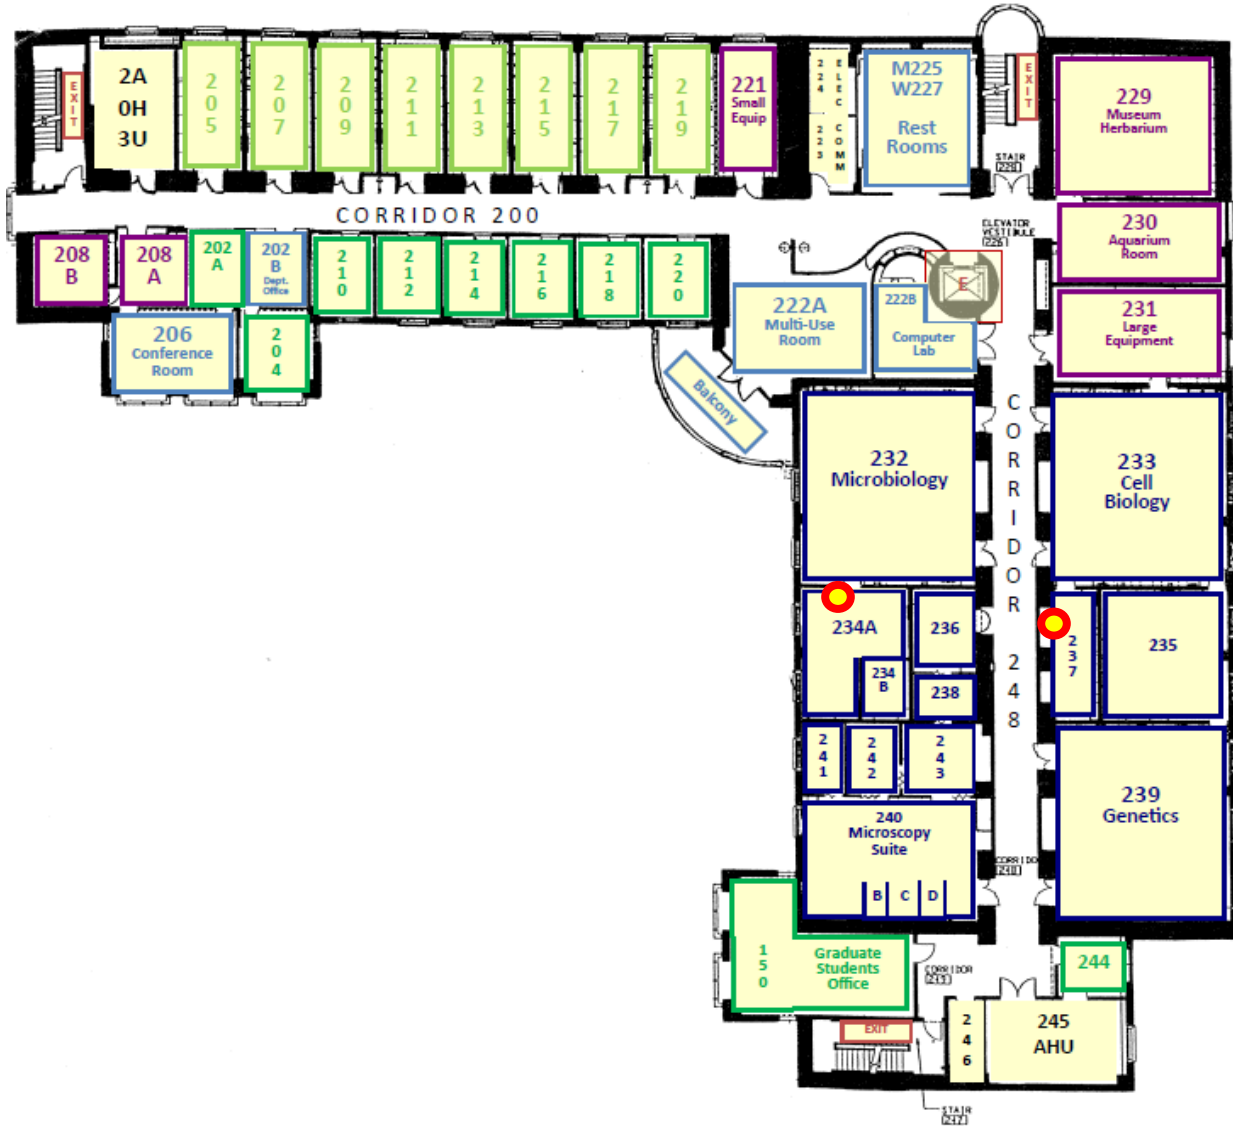 EXIT
2A
0H
3U
205
207
209
211
213
215
217
219
221
Small
Equip
224
ELEC
223
COMM
M225
W227
Rest
Rooms
EXIT
STAIR
229
Museum
Herbarium
CORRIDOR 200
ELEVATOR
VESTIBULE
[226]
230
Aquarium
Room
208
B
208
A
202
A
202
B
Dept.
Office
210
212
214
216
218
220
E
222A
Multi-Use
Room
222B
Computer
Lab
231
Large
Equipment
206
Conference
Room
204
Balcony
CORRIDOR 248
232
Microbiology
233
Cell
Biology
234A
234
B
236
238
237
235
241
242
243
239
Genetics
240
Microscopy
Suite
B C D
150
Graduate
Students
Office
CORRIDOR
244
EXIT
246
245
AHU
STAIR
[247]